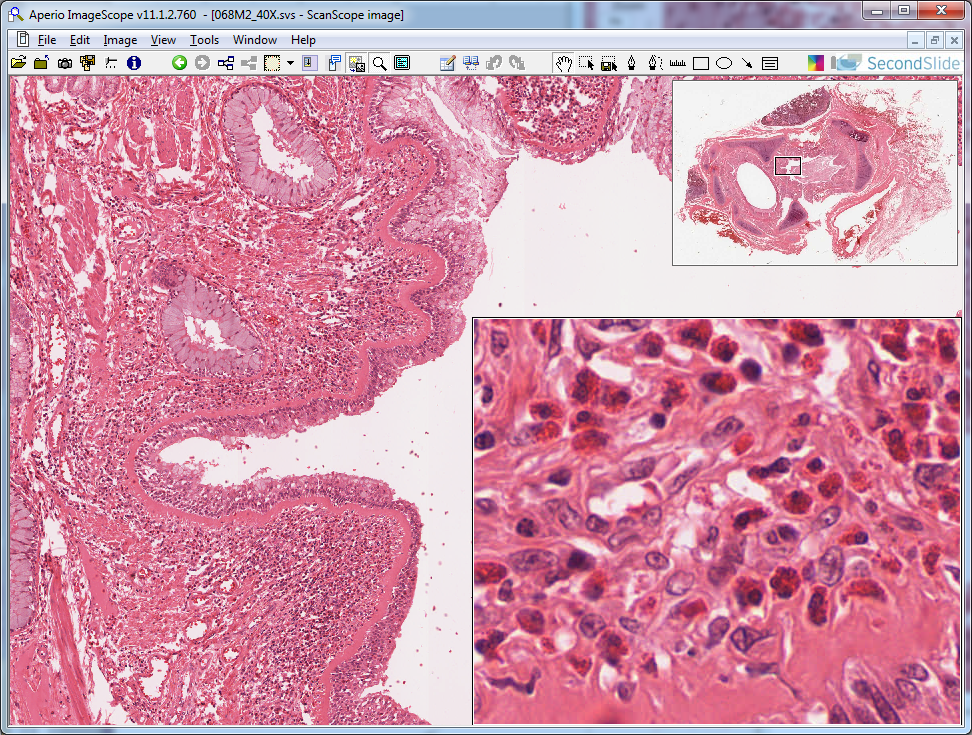 Aperio ImageScope v11.1.2.760 - [068M2_40X.svs - ScanScope image]
File Edit Image View Tools Window Help
SecondSlide